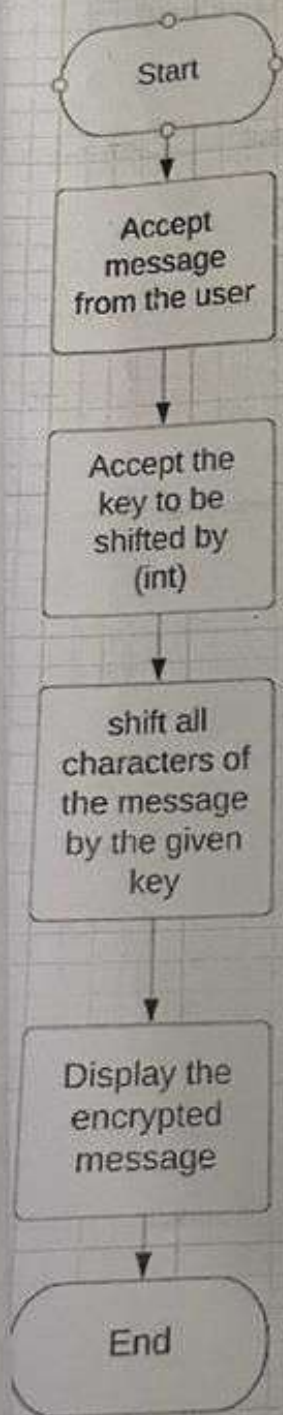 Start
Accept
message
from the user
Accept the
key to be
shifted by
(int)
shift all
characters of
the message
by the given
key
Display the
encrypted
message
End